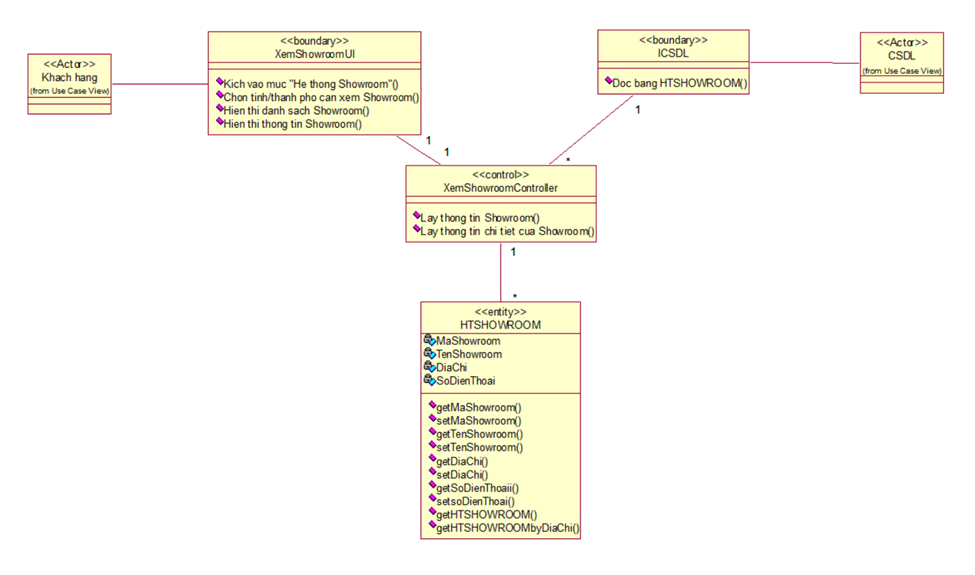 <<Actor>>
Khach hang
(from Use Case View)
<<boundary>>
XemShowroomUI
Kich vao muc "He thong Showroom"()
Chon tinh/thanh pho can xem Showroom()
Hien thi danh sach Showroom()
Hien thi thong tin Showroom()
<<boundary>>
ICSDL
Doc bang HTSHOWROOM()
<<Actor>>
CSDL
(from Use Case View)
1
1
1
*
<<control>>
XemShowroomController
Lay thong tin Showroom()
Lay thong tin chi tiet cua Showroom()
1
*
<<entity>>
HTSHOWROOM
MaShowroom
TenShowroom
DiaChi
SoDienThoai
getMaShowroom()
setMaShowroom()
getTenShowroom()
setTenShowroom()
getDiaChi()
setDiaChi()
getSoDienThoaii()
setsoDienThoai()
getHTSHOWROOM()
getHTSHOWROOMbyDiaChi()